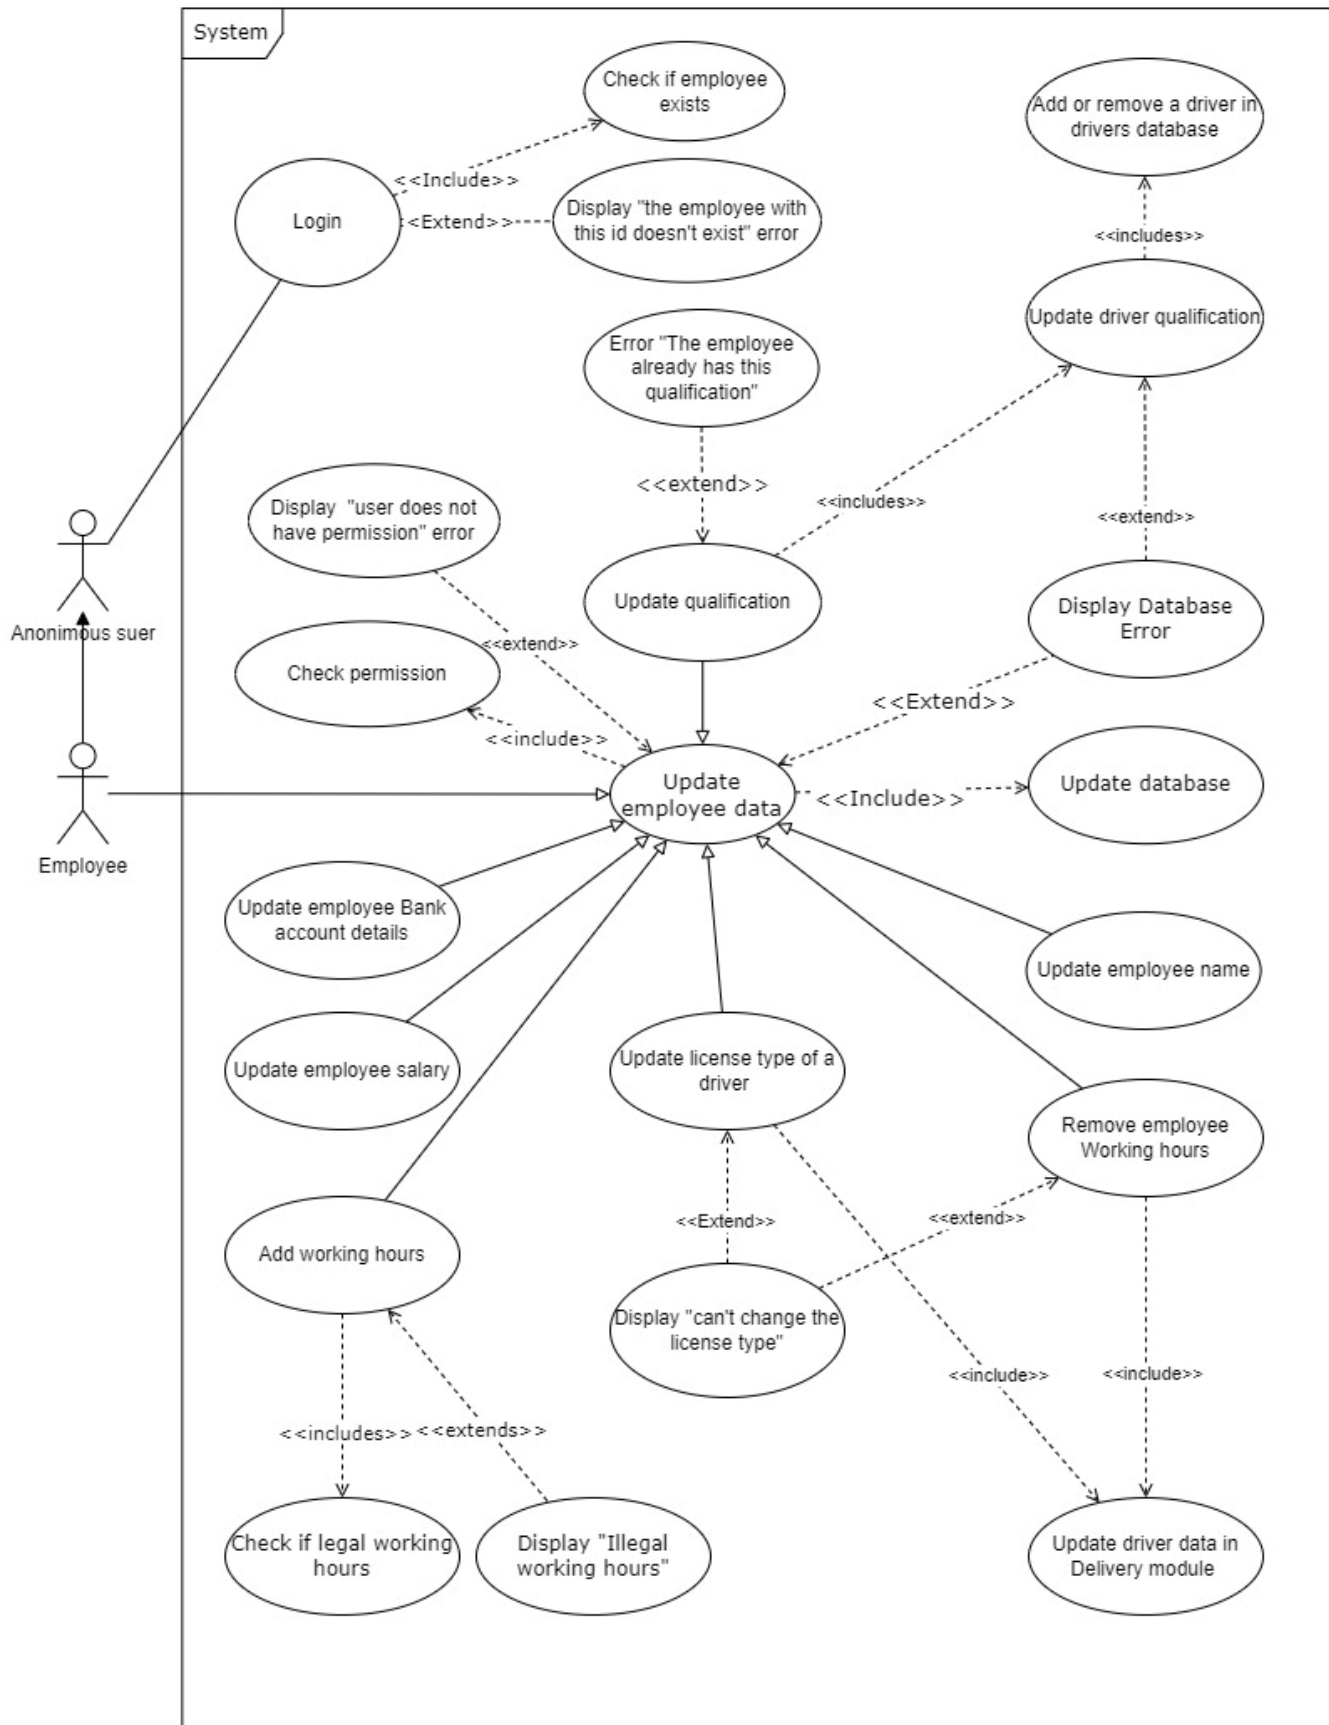 System
Check if employee
exists
Add or remove a driver in
drivers database
<<Include>>
Login
<Extend>>
Display "the employee with
this id doesn't exist" error
<<includes>>
Update driver qualification
Error "The employee
already has this
qualification"
<<extend>>
<<includes>>
Display "user does not
have permission" error
<<extend>>
Anonimous suer
Update qualification
Display Database
Error
<<extend>>
Check permission
<<Extend>>
<<include>>
Update
employee data
<<Include>>
Update database
Employee
Update employee Bank
account details
Update employee name
Update employee salary
Update license type of a
driver
Remove employee
Working hours
<<Extend>>
<<extend>>
Add working hours
Display "can't change the
license type"
<<include>>
<<include>>
<<includes>>
<<extends>>
Check if legal working
hours
Display "Illegal
working hours"
Update driver data in
Delivery module